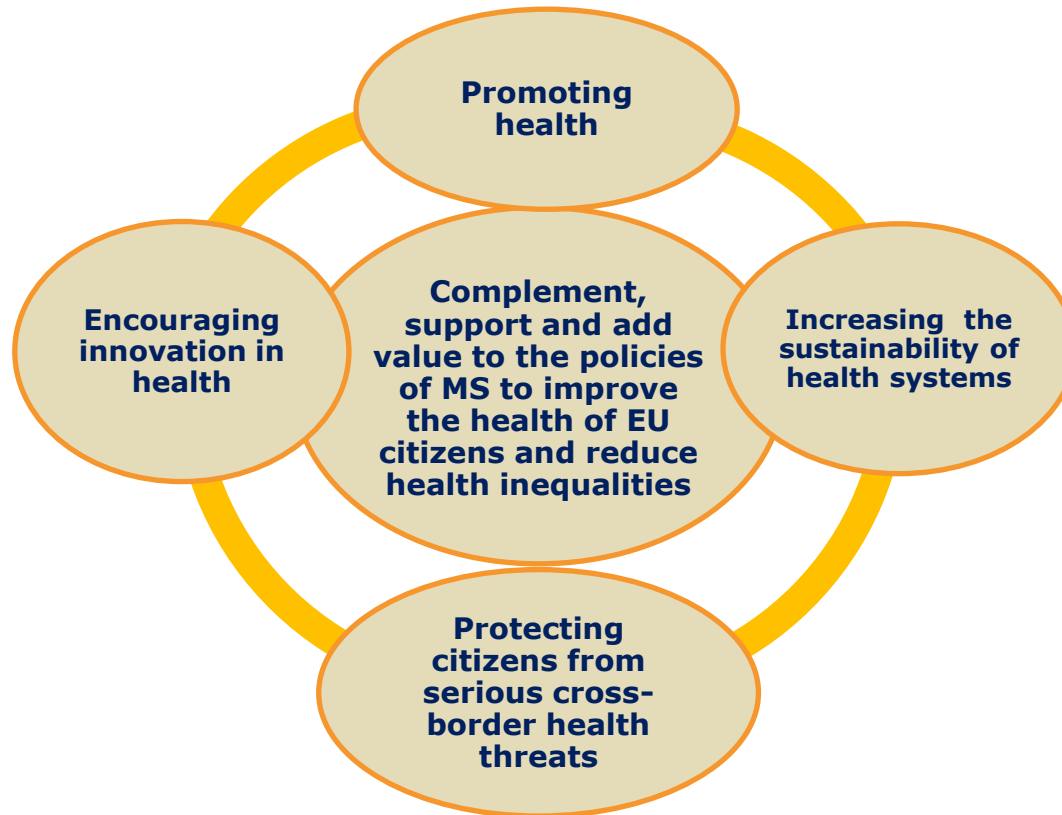 Promoting
health
Encouraging
innovation in
health
Complement,
support and add
value to the policies
of MS to improve
the health of EU
citizens and reduce
health inequalities
Increasing  the
sustainability of
health systems
Protecting
citizens from
serious cross-
border health
threats